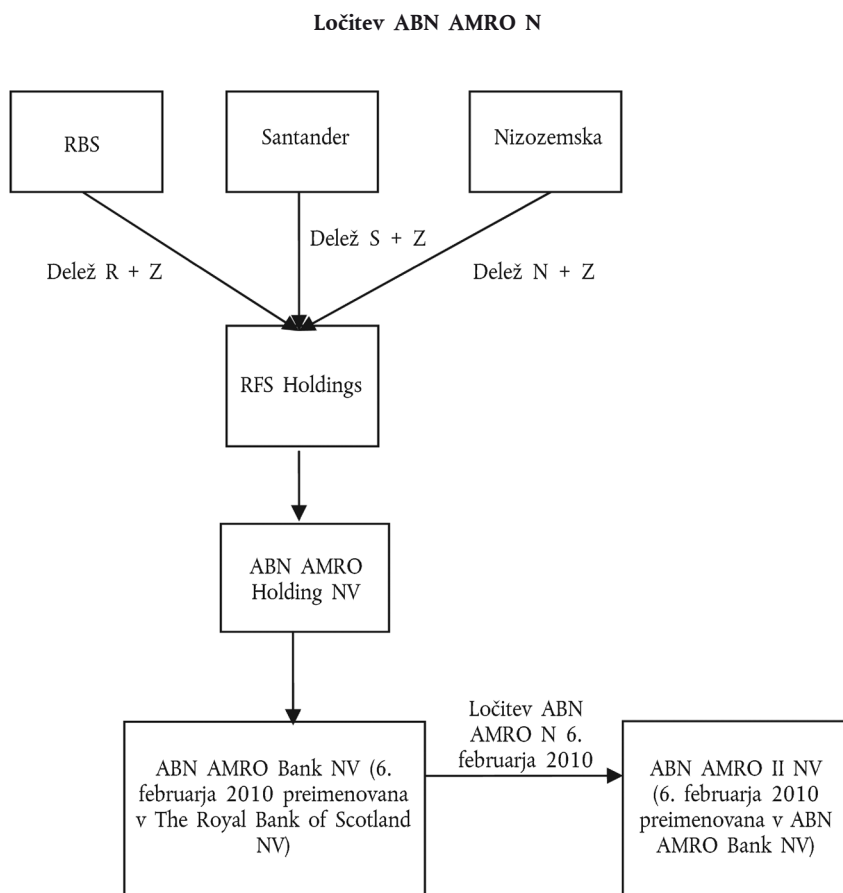 Ločitev ABN AMRO N
RBS
Santander
Nizozemska
Delež R + Z
Delež S + Z
Delež N + Z
RFS Holdings
ABN AMRO
Holding NV
Ločitev ABN
AMRO N 6.
februarja 2010
ABN AMRO Bank NV (6.
februarja 2010 preimenovana
v The Royal Bank of Scotland
NV)
ABN AMRO II NV
(6. februarja 2010
preimenovana v ABN
AMRO Bank NV)